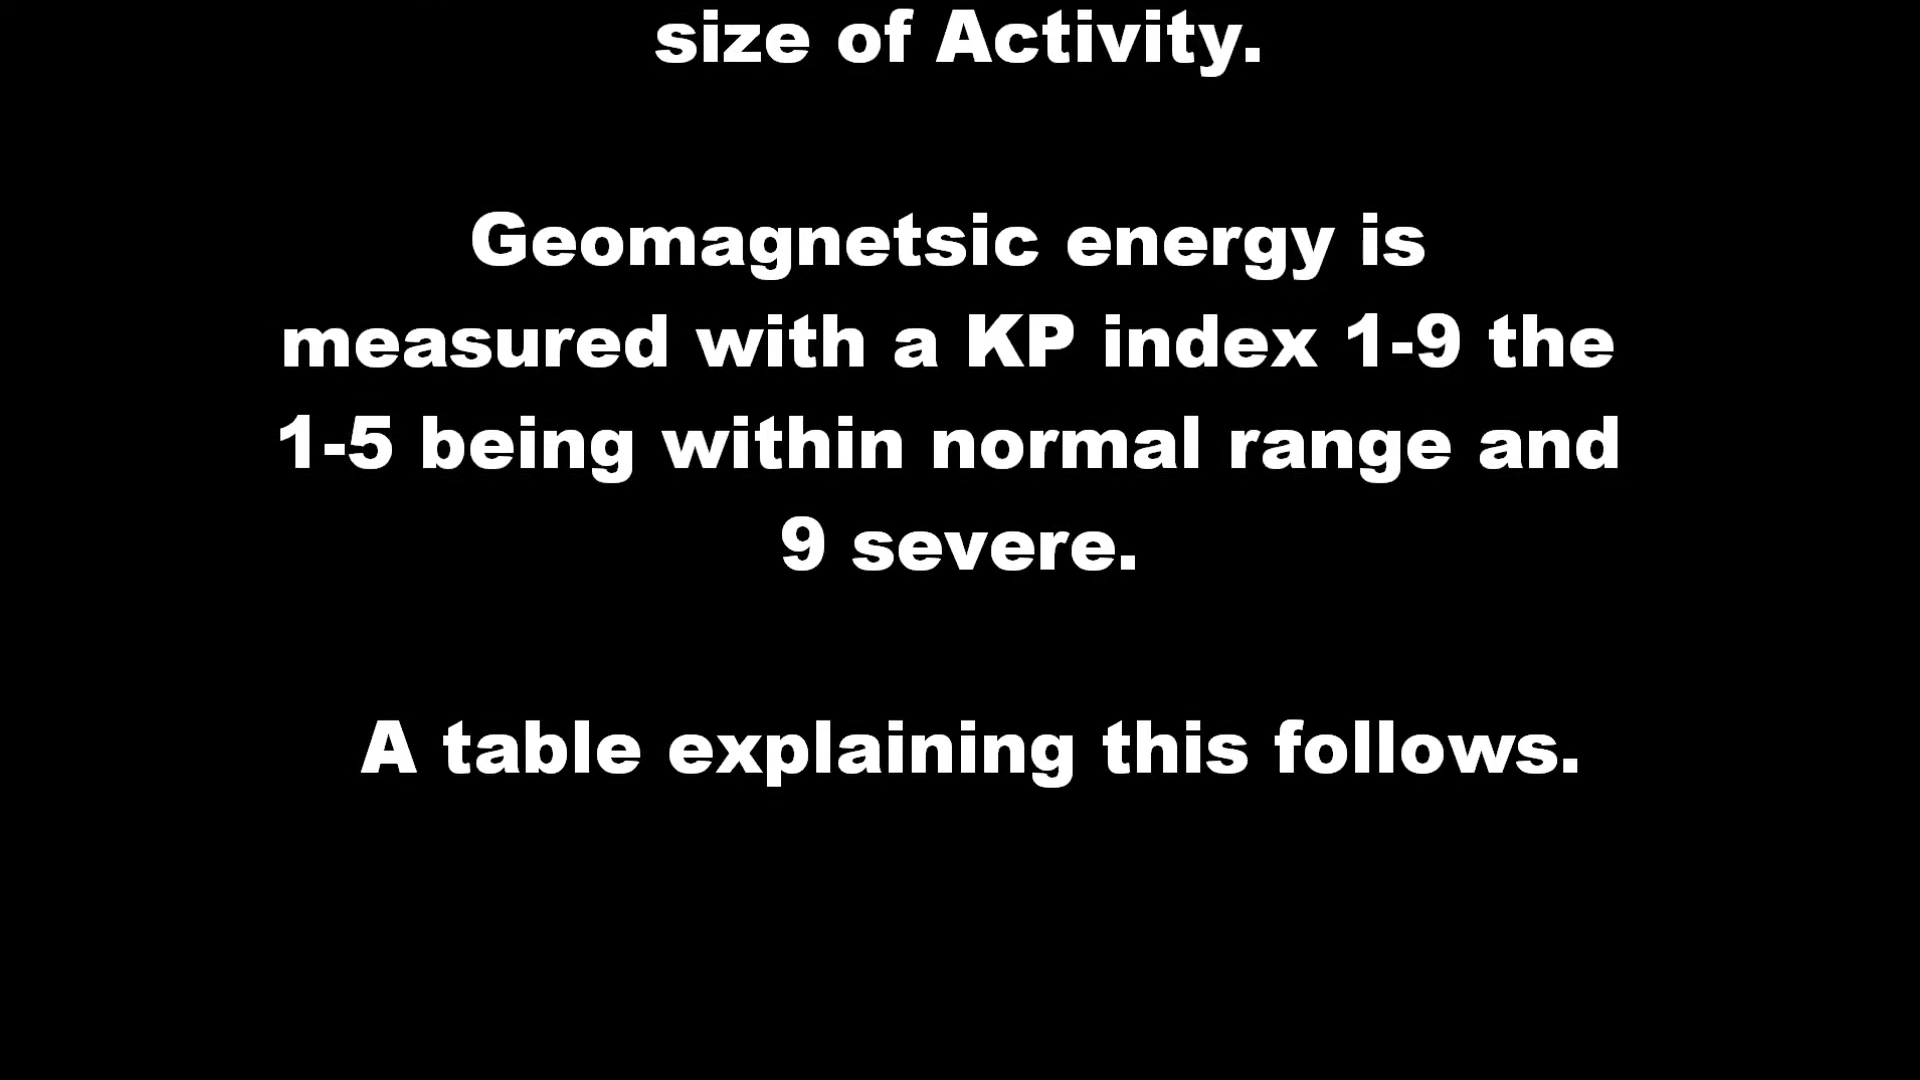 size of Activity.
Geomagnetsic energy is
measured with a KP index 1-9 the
1-5 being within normal range and
9 severe.
A table explaining this follows.